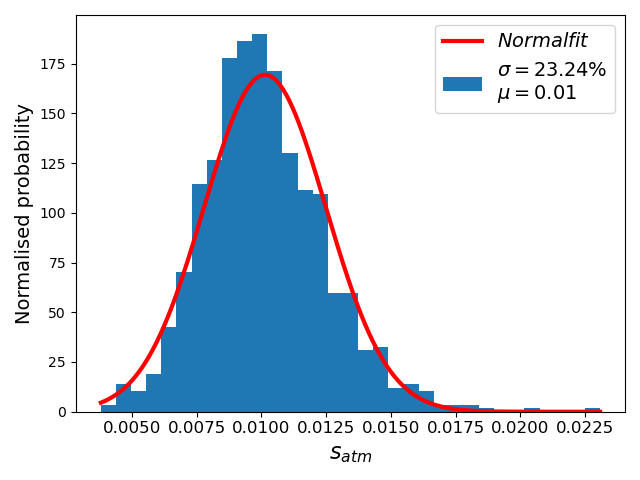 Normalfit
σ = 23.24%
μ = 0.01
175
150
125
100
75
50
25
0
Normalised probability
0.0050 0.0075 0.0100 0.0125 0.0150 0.0175 0.0200 0.0225
s_atm